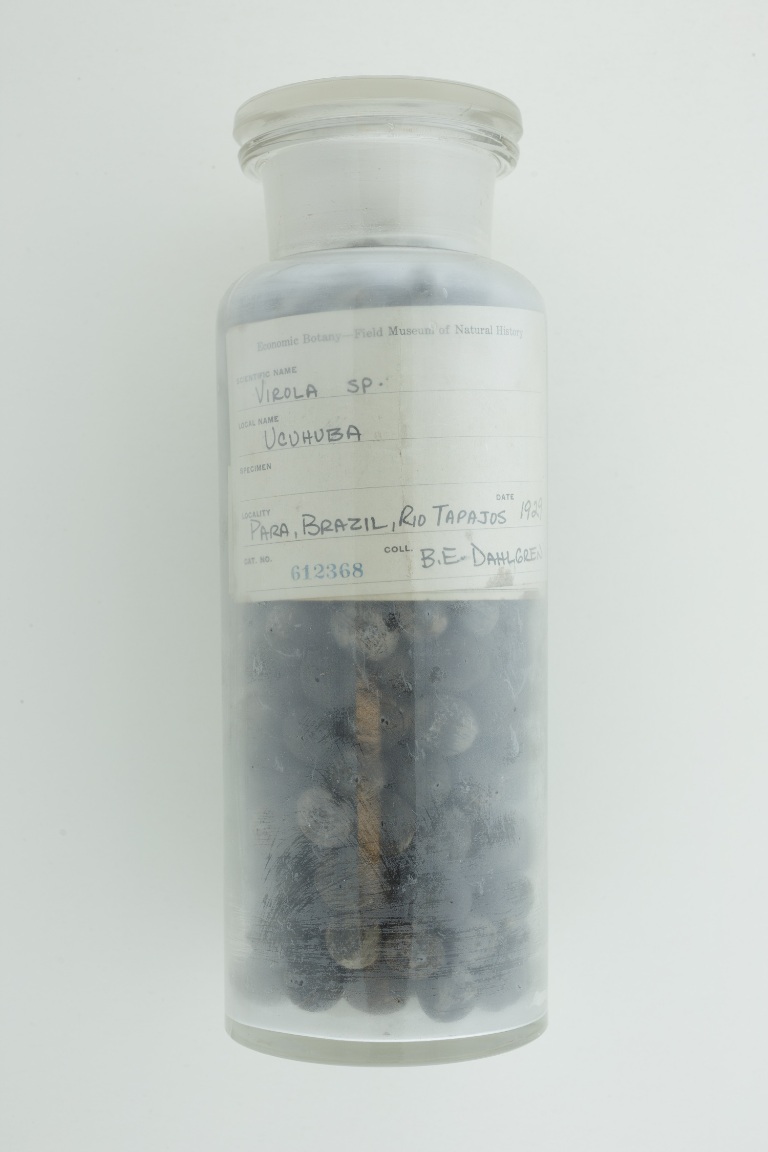 Economic Botany—Field Museum of Natural History
SCIENTIFIC NAME
VIROLA SP.
LOCAL NAME
UCUHUBA
SPECIMEN
LOCALITY DATE
PARA, BRAZIL, RIO TAPAJOS
CAT. NO. COLL. B.E. DAHLGREN
612368